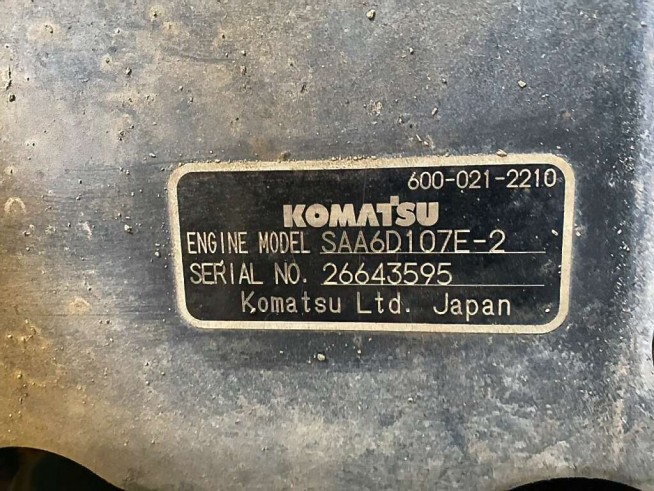 600-021-2210
KOMATSU
ENGINE MODEL SAA6D107E-2
SERIAL NO. 26643595
Komatsu Ltd. Japan